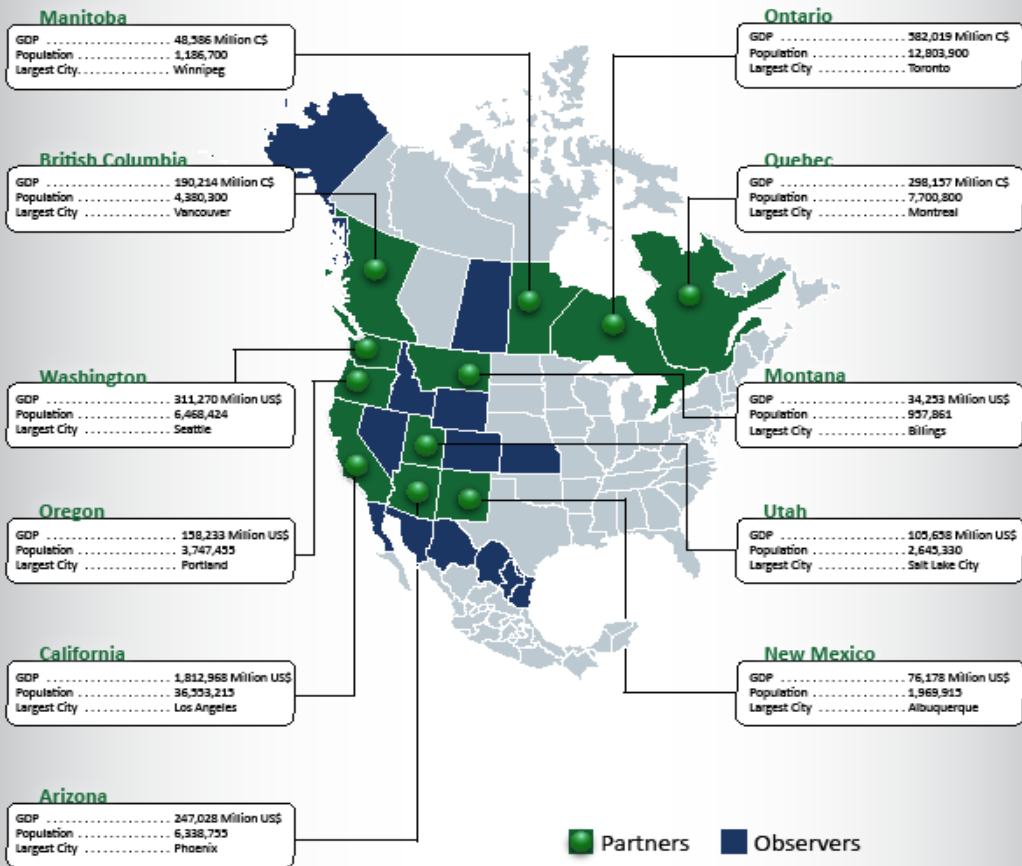 Manitoba
GDP .................... 48,586 Million C$
Population ............... 1,186,700
Largest City............... Winnipeg
British Columbia
GDP .................... 190,214 Million C$
Population ............... 4,380,300
Largest City .............. Vancouver
Washington
GDP .................... 311,270 Million US$
Population ............... 6,468,424
Largest City .............. Seattle
Oregon
GDP .................... 158,233 Million US$
Population ............... 3,747,455
Largest City .............. Portland
California
GDP .................... 1,812,968 Million US$
Population ............... 36,553,215
Largest City .............. Los Angeles
Arizona
GDP .................... 247,028 Million US$
Population ............... 6,338,755
Largest City .............. Phoenix
Ontario
GDP .................... 582,019 Million C$
Population ............... 12,803,900
Largest City .............. Toronto
Quebec
GDP .................... 298,157 Million C$
Population ............... 7,700,800
Largest City .............. Montreal
Montana
GDP .................... 34,253 Million US$
Population ............... 957,861
Largest City .............. Billings
Utah
GDP .................... 105,658 Million US$
Population ............... 2,645,330
Largest City .............. Salt Lake City
New Mexico
GDP .................... 76,178 Million US$
Population ............... 1,969,915
Largest City .............. Albuquerque
Partners
Observers